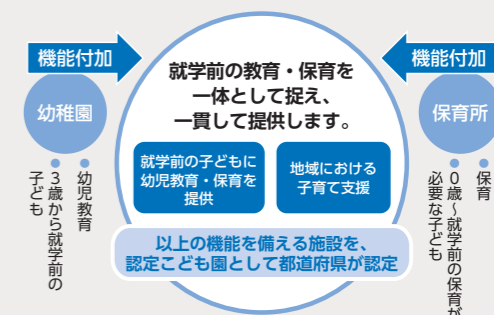 機能付加
幼稚園
幼児教育
3歳から就学前の
子ども
就学前の教育・保育を
一体として捉え、
一貫して提供します。
就学前の子どもに
幼児教育・保育を
提供
地域における
子育て支援
以上の機能を備える施設を、
認定こども園として都道府県が認定
機能付加
保育所
保育
0歳〜就学前の保育が
必要な子ども